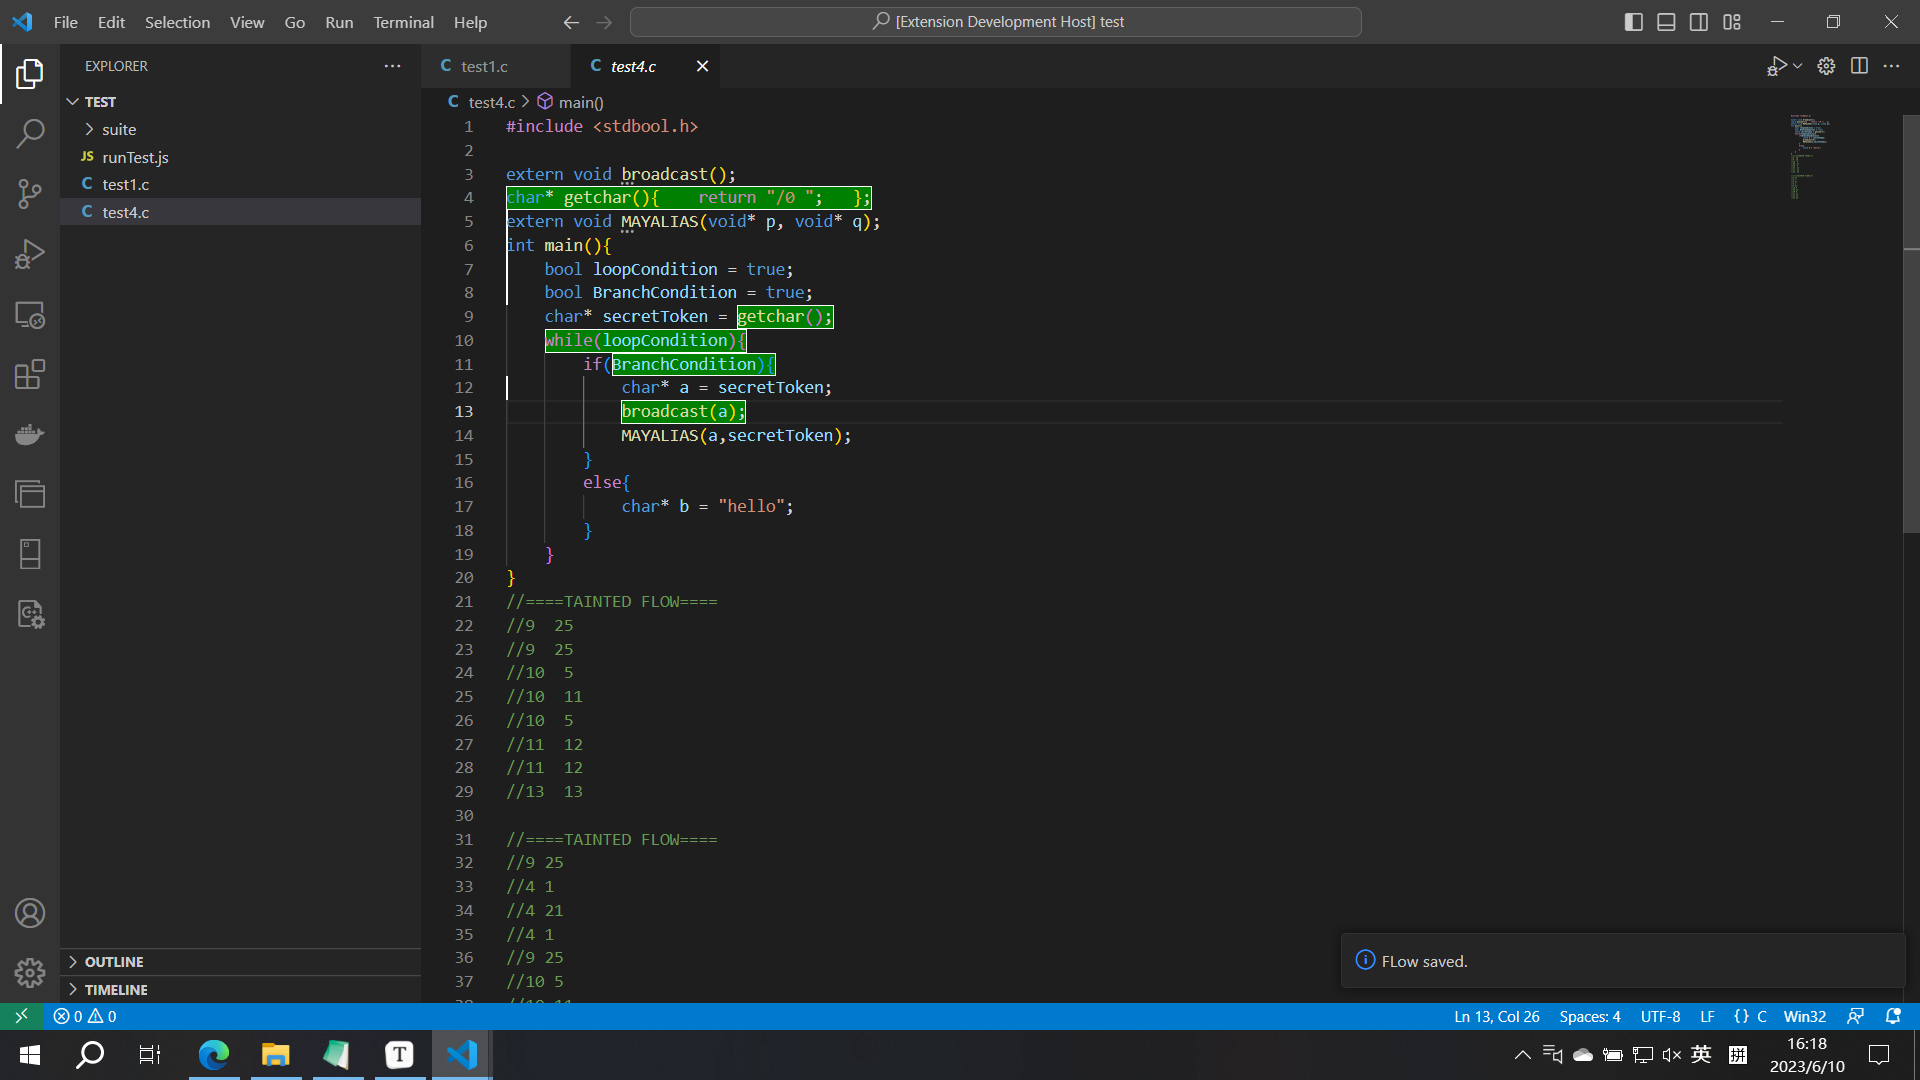 File Edit Selection View Go Run Terminal Help
[Extension Development Host] test
EXPLORER
TEST
suite
JS runTest.js
C test1.c
C test4.c
OUTLINE
TIMELINE
C test1.c
C test4.c
C test4.c > main()
1 #include <stdbool.h>
2
3 extern void broadcast();
4 char* getchar(){    return "/0 ";   };
5 extern void MAYALIAS(void* p, void* q);
6 int main(){
7     bool loopCondition = true;
8     bool BranchCondition = true;
9     char* secretToken = getchar();
10     while(loopCondition){
11         if(BranchCondition){
12             char* a = secretToken;
13             broadcast(a);
14             MAYALIAS(a,secretToken);
15         }
16         else{
17             char* b = "hello";
18         }
19     }
20 }
21 //====TAINTED FLOW====
22 //9  25
23 //9  25
24 //10  5
25 //10  11
26 //10  5
27 //11  12
28 //11  12
29 //13  13
30
31 //====TAINTED FLOW====
32 //9 25
33 //4 1
34 //4 21
35 //4 1
36 //9 25
37 //10 5
38 //10 11
FLow saved.
0 0
Ln 13, Col 26 Spaces: 4 UTF-8 LF {} C Win32
T
英 拼
16:18
2023/6/10